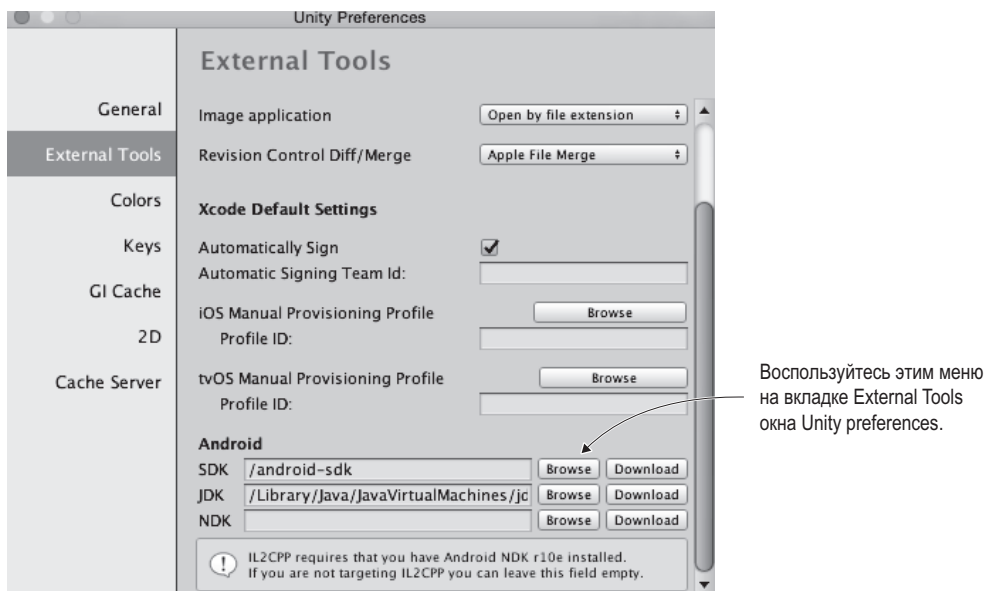 Unity Preferences
External Tools
General
External Tools
Colors
Keys
GI Cache
2D
Cache Server
Image application Open by file extension
Revision Control Diff/Merge Apple File Merge
Xcode Default Settings
Automatically Sign
Automatic Signing Team Id:
iOS Manual Provisioning Profile Browse
Profile ID:
tvOS Manual Provisioning Profile Browse
Profile ID:
Android
SDK /android-sdk Browse Download
JDK /Library/Java/JavaVirtualMachines/jd Browse Download
NDK Browse Download
IL2CPP requires that you have Android NDK r10e installed.
If you are not targeting IL2CPP you can leave this field empty.
Воспользуйтесь этим меню
на вкладке External Tools
окна Unity preferences.